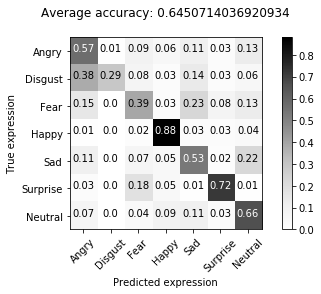 Average accuracy: 0.6450714036920934
True expression
Angry 0.57 0.01 0.09 0.06 0.11 0.03 0.13
Disgust 0.38 0.29 0.08 0.03 0.14 0.03 0.06
Fear 0.15 0.0 0.39 0.03 0.23 0.08 0.13
Happy 0.01 0.0 0.02 0.88 0.03 0.03 0.04
Sad 0.11 0.0 0.07 0.05 0.53 0.02 0.22
Surprise 0.03 0.0 0.18 0.05 0.01 0.72 0.01
Neutral 0.07 0.0 0.04 0.09 0.11 0.03 0.66
Angry Disgust Fear Happy Sad Surprise Neutral
Predicted expression
0.8
0.7
0.6
0.5
0.4
0.3
0.2
0.1
0.0